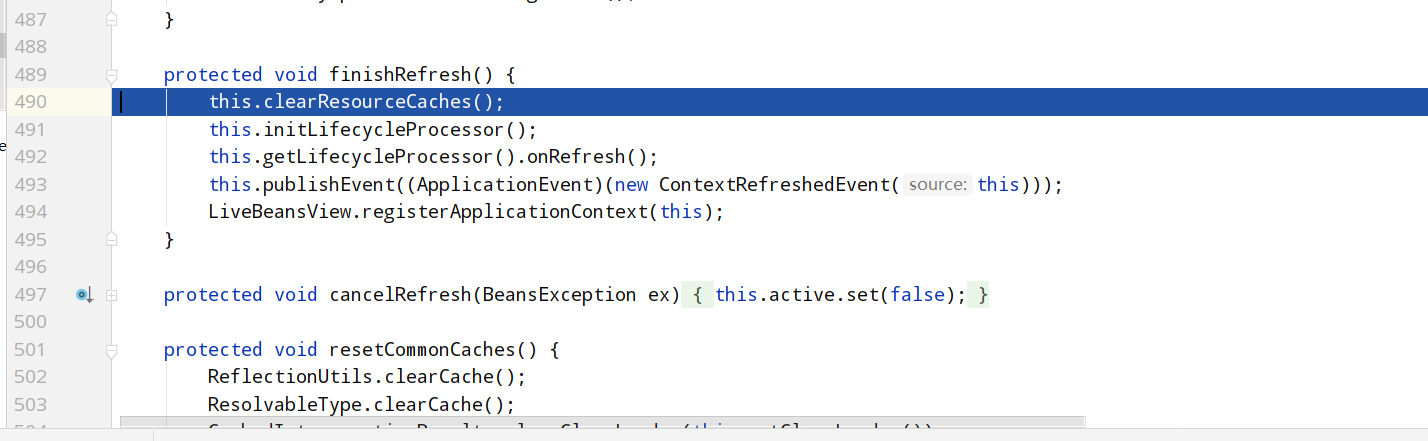 487 }
488
489 protected void finishRefresh() {
490 this.clearResourceCaches();
491 this.initLifecycleProcessor();
492 this.getLifecycleProcessor().onRefresh();
493 this.publishEvent((ApplicationEvent)(new ContextRefreshedEvent( source: this)));
494 LiveBeansView.registerApplicationContext(this);
495 }
496
497 protected void cancelRefresh(BeansException ex) { this.active.set(false); }
500
501 protected void resetCommonCaches() {
502 ReflectionUtils.clearCache();
503 ResolvableType.clearCache();